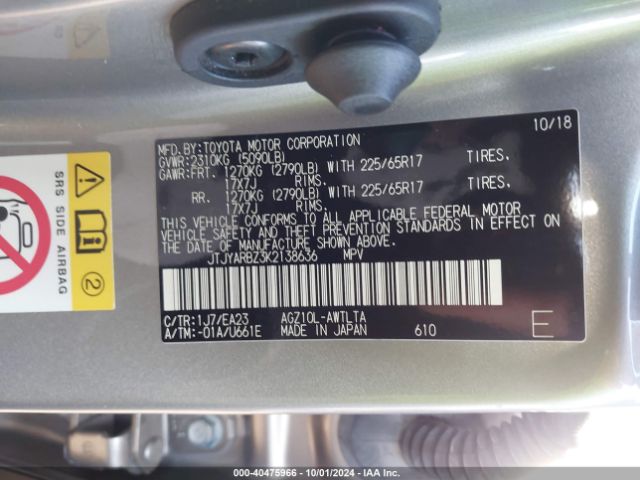 10/18
MFD.BY:TOYOTA MOTOR CORPORATION
GVWR:2310KG (5090LB)
GAWR:FRT. 1270KG (2790LB) WITH 225/65R17 TIRES,
17X7J RIMS,
RR. 1270KG (2790LB) WITH 225/65R17 TIRES,
17X7J RIMS,
THIS VEHICLE CONFORMS TO ALL APPLICABLE FEDERAL MOTOR
VEHICLE SAFETY AND THEFT PREVENTION STANDARDS IN EFFECT ON
THE DATE OF MANUFACTURE SHOWN ABOVE.
JTJYARBZ3K2138636 MPV
C/TR:1J7/EA23 AGZ10L-AWTLTA
A/TM:-01A/U661E MADE IN JAPAN 610
E
SRS SIDE AIRBAG
2
000-40475966 - 10/01/2024 - IAA Inc.